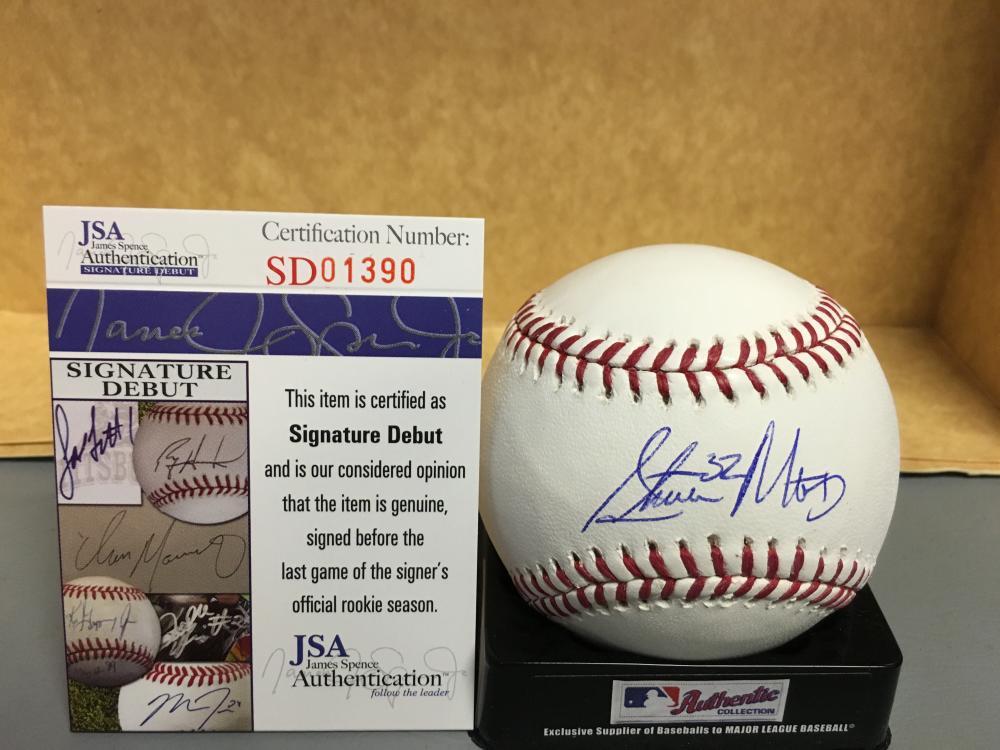 JSA
James Spence
Authentication
SIGNATURE DEBUT
Certification Number:
SD01390
SIGNATURE
DEBUT
This item is certified as
Signature Debut
and is our considered opinion
that the item is genuine,
signed before the
last game of the signer's
official rookie season.
JSA
James Spence
Authentication™
follow the leader
32
Authentic
COLLECTION
Exclusive Supplier of Baseballs to MAJOR LEAGUE BASEBALL®